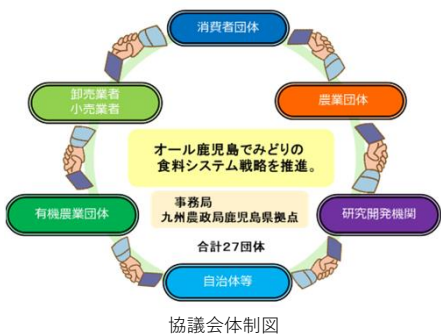 消費者団体
卸売業者
小売業者
農業団体
オール鹿児島でみどりの
食料システム戦略を推進。
有機農業団体
事務局
九州農政局鹿児島県拠点
研究開発機関
合計27団体
自治体等
協議会体制図